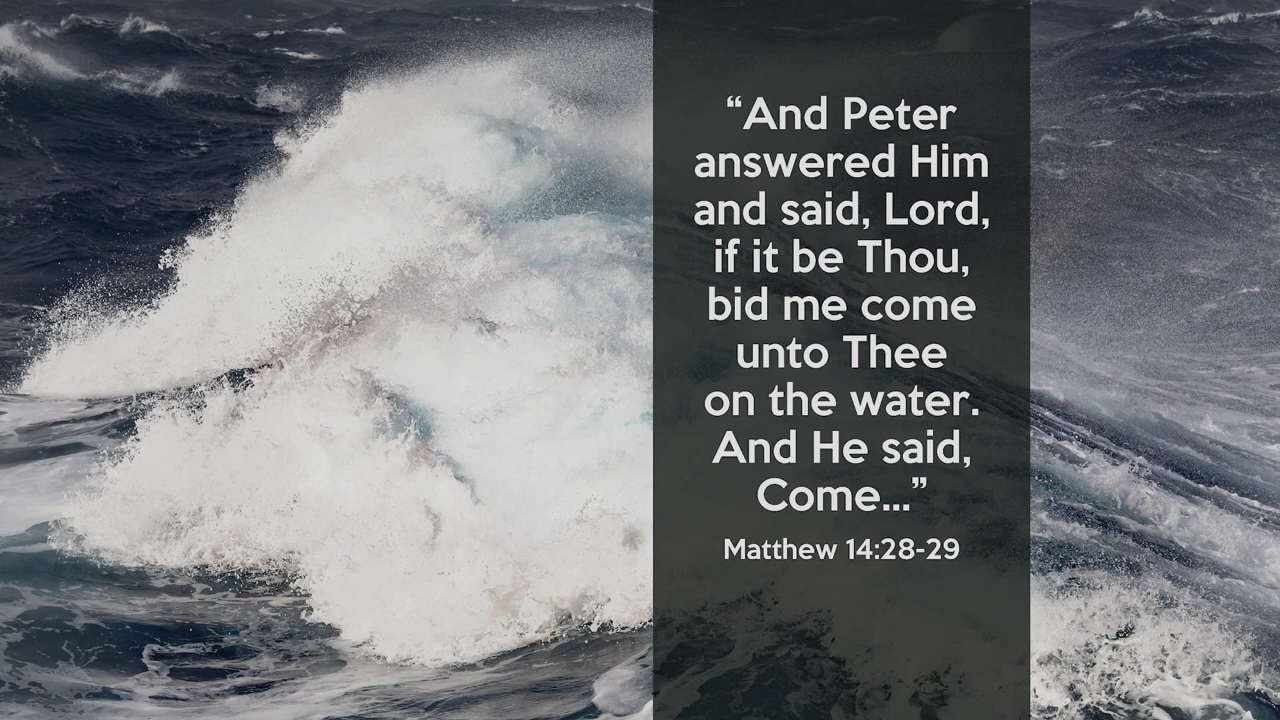 “And Peter
answered Him
and said, Lord,
if it be Thou,
bid me come
unto Thee
on the water.
And He said,
Come...”
Matthew 14:28-29